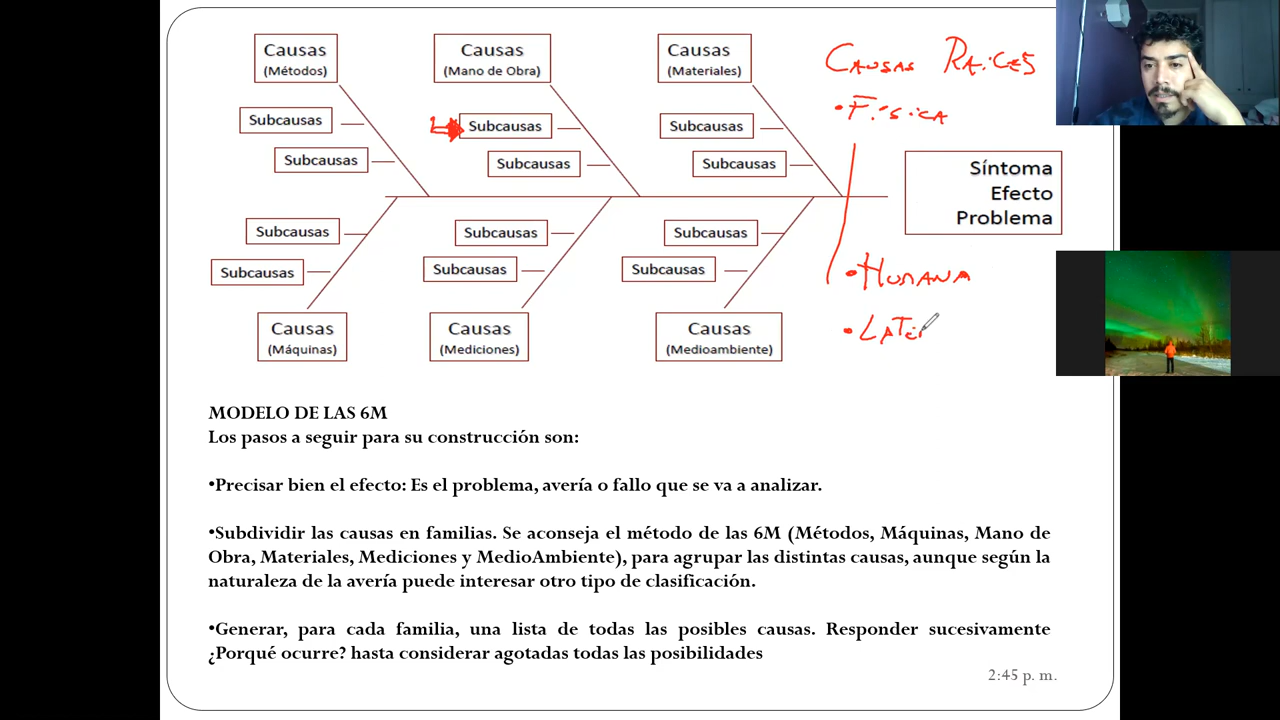 Causas
(Métodos)
Causas
(Mano de Obra)
Causas
(Materiales)
CAUSAS RAiCES
•FiSiCA
Subcausas
Subcausas
Subcausas
Subcausas
Subcausas
Subcausas
Síntoma
Efecto
Problema
Subcausas
Subcausas
Subcausas
Subcausas
Subcausas
Subcausas
•HUMANA
•LATE
Causas
(Máquinas)
Causas
(Mediciones)
Causas
(Medioambiente)
MODELO DE LAS 6M
Los pasos a seguir para su construcción son:
•Precisar bien el efecto: Es el problema, avería o fallo que se va a analizar.
•Subdividir las causas en familias. Se aconseja el método de las 6M (Métodos, Máquinas, Mano de
Obra, Materiales, Mediciones y MedioAmbiente), para agrupar las distintas causas, aunque según la
naturaleza de la avería puede interesar otro tipo de clasificación.
•Generar, para cada familia, una lista de todas las posibles causas. Responder sucesivamente
¿Porqué ocurre? hasta considerar agotadas todas las posibilidades
2:45 p. m.